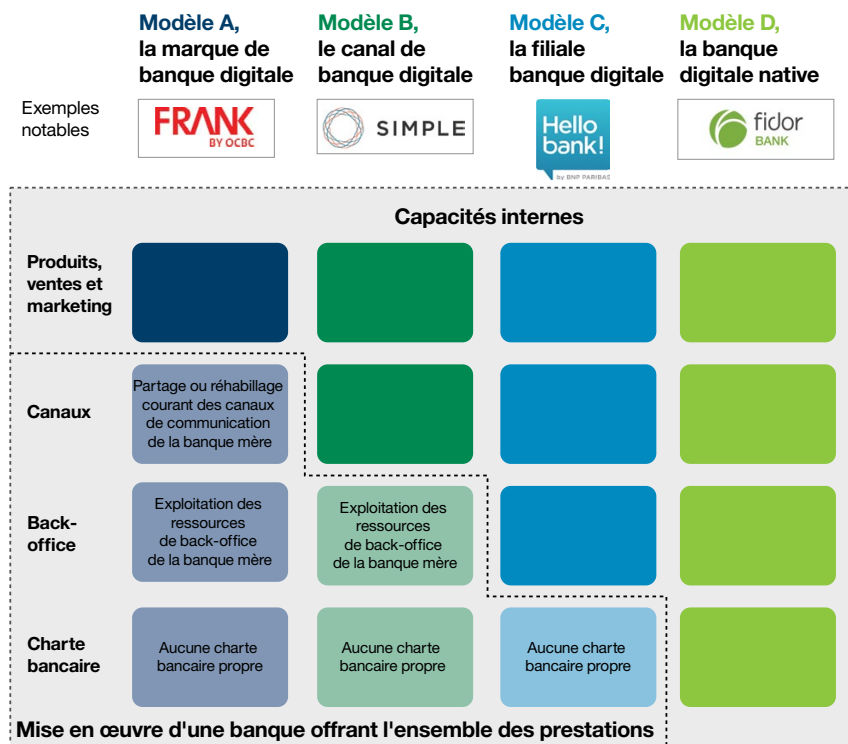 Modèle A,
la marque de
banque digitale
Modèle B,
le canal de
banque digitale
Modèle C,
la filiale
banque digitale
Modèle D,
la banque
digitale native
Exemples
notables
FRANK
BY OCBC
SIMPLE
Hello
bank!
by BNP PARIBAS
fidor
BANK
Capacités internes
Produits,
ventes et
marketing
Canaux
Partage ou réhabillage
courant des canaux
de communication
de la banque mère
Back-
office
Exploitation des
ressources
de back-office
de la banque mère
Exploitation des
ressources
de back-office
de la banque mère
Charte
bancaire
Aucune charte
bancaire propre
Aucune charte
bancaire propre
Aucune charte
bancaire propre
Mise en œuvre d'une banque offrant l'ensemble des prestations